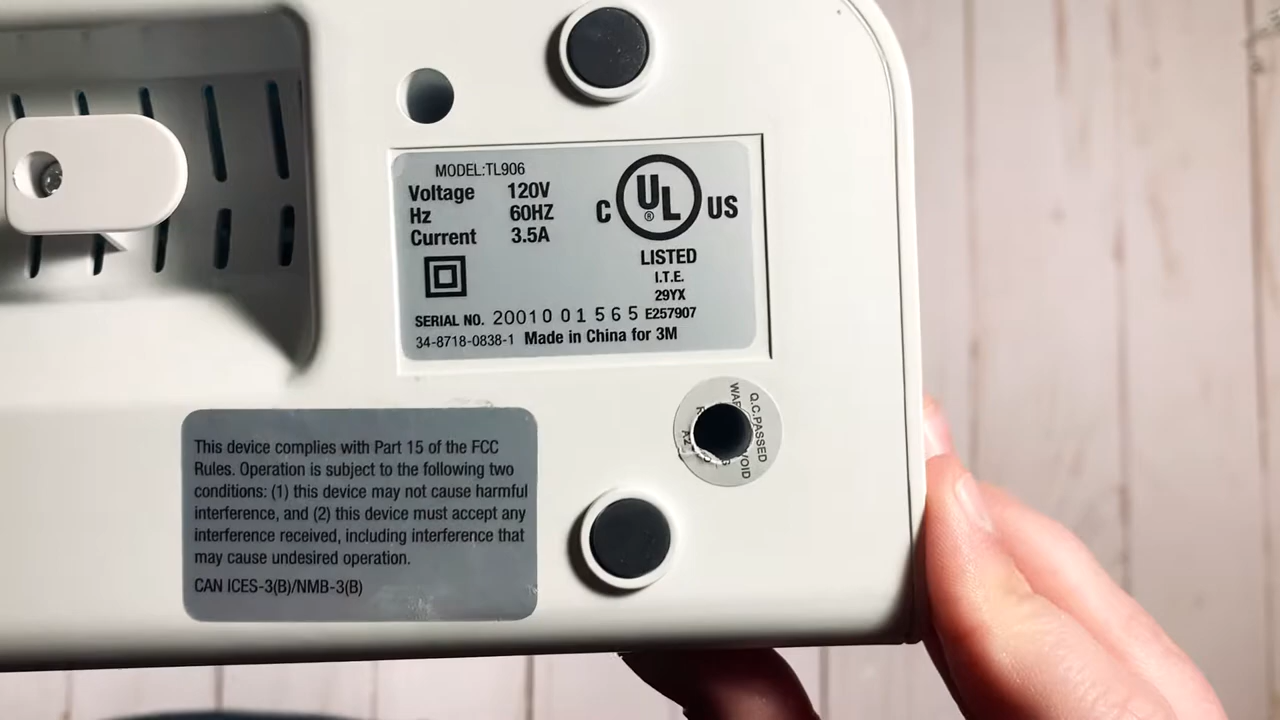 MODEL:TL906
Voltage 120V
Hz 60HZ
Current 3.5A
C UL® US
LISTED
I.T.E.
29YX
SERIAL NO. 20010 01 565 E257907
34-8718-0838-1 Made in China for 3M
Q.C.PASSED
This device complies with Part 15 of the FCC
Rules. Operation is subject to the following two
conditions: (1) this device may not cause harmful
interference, and (2) this device must accept any
interference received, including interference that
may cause undesired operation.
CAN ICES-3(B)/NMB-3(B)